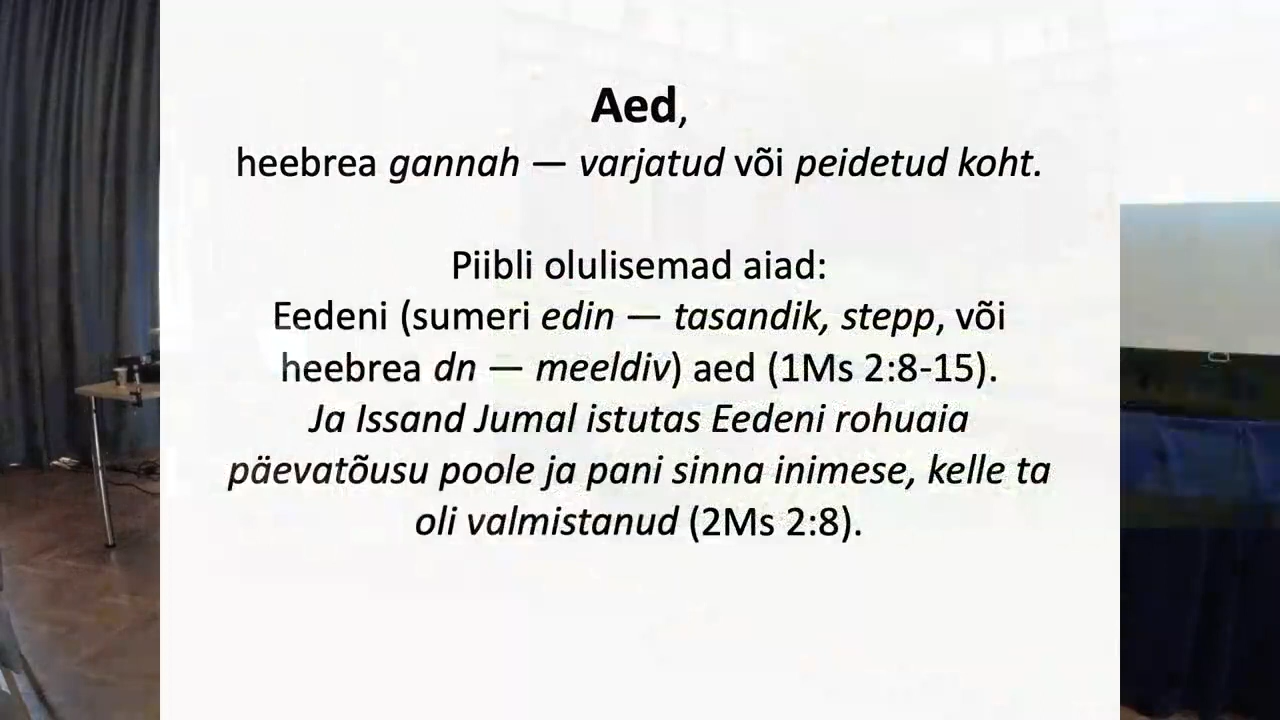 Aed,
heebrea gannah — varjatud või peidetud koht.
Piibli olulisemad aiad:
Eedeni (sumeri edin — tasandik, stepp, või
heebrea dn — meeldiv) aed (1Ms 2:8-15).
Ja Issand Jumal istutas Eedeni rohuaia
päevatõusu poole ja pani sinna inimese, kelle ta
oli valmistanud (2Ms 2:8).